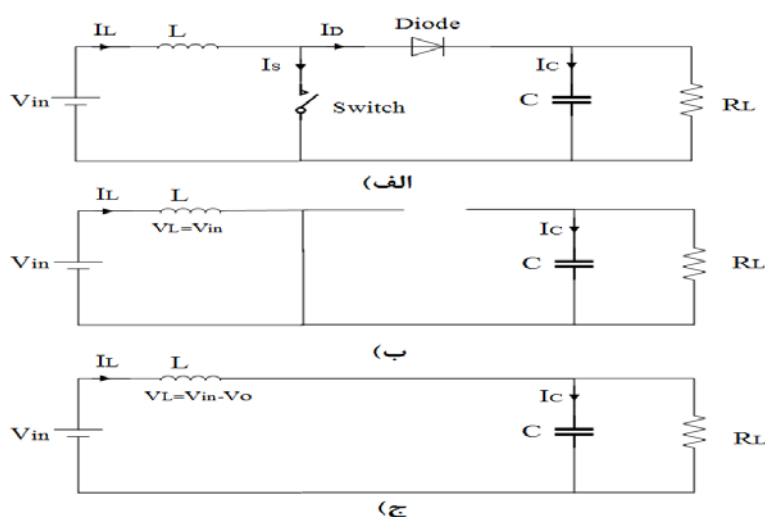 Diode
IL L ID
Is IC
Vin Switch C RL
الف)
IL L
VL=Vin IC
Vin C RL
ب)
IL L
VL=Vin-Vo IC
Vin C RL
ج)